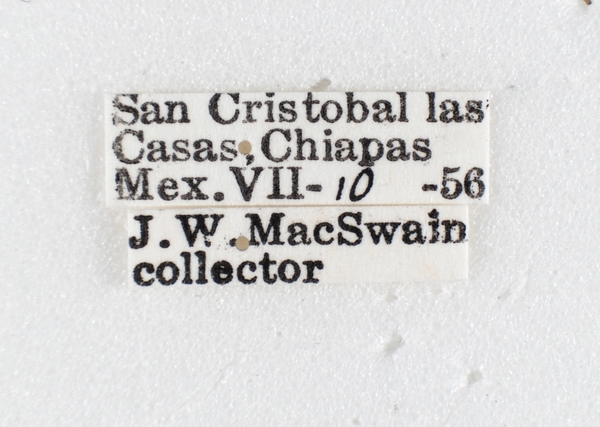 San Cristobal las
Casas, Chiapas
Mex. VII-10 -56
J. W. MacSwain
collector